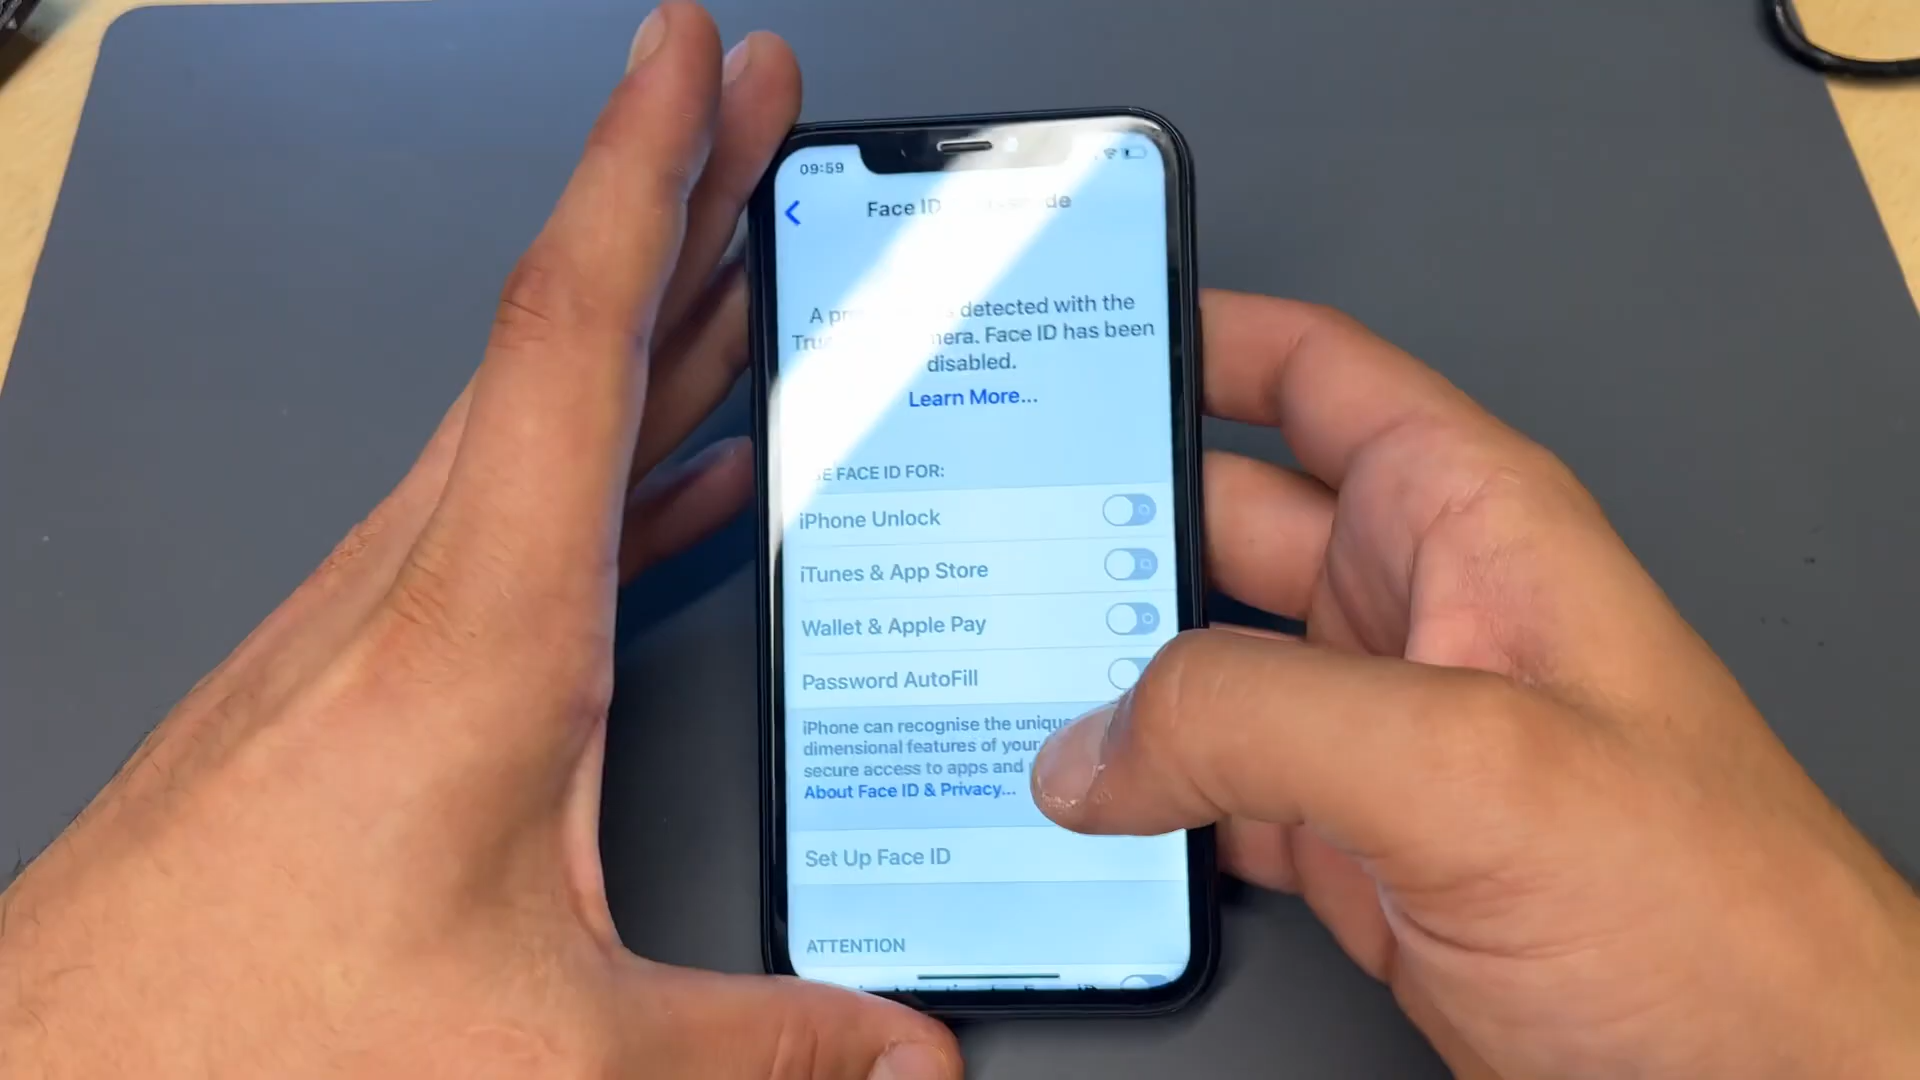 09:59
Face ID
detected with the
Face ID has been
disabled.
Learn More...
FACE ID FOR:
iPhone Unlock
iTunes & App Store
Wallet & Apple Pay
Password AutoFill
iPhone can recognise the unique
dimensional features of your
secure access to apps and
About Face ID & Privacy...
Set Up Face ID
ATTENTION